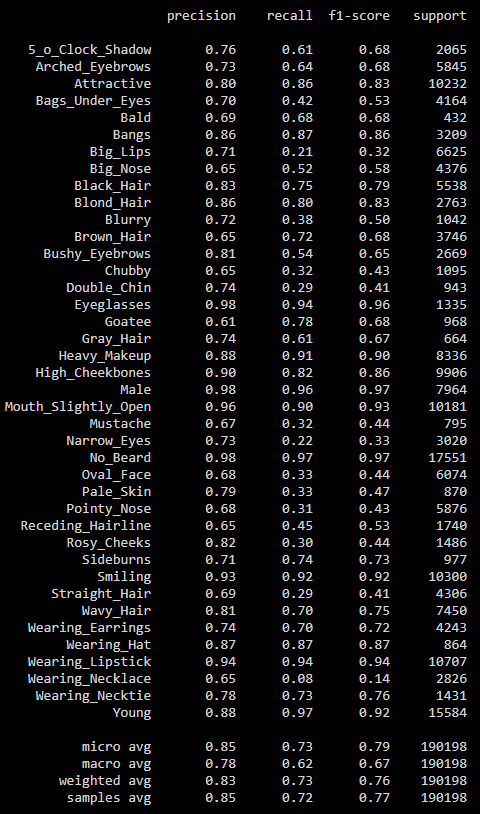 precision recall f1-score support
5_o_Clock_Shadow 0.76 0.61 0.68 2065
Arched_Eyebrows 0.73 0.64 0.68 5845
Attractive 0.80 0.86 0.83 10232
Bags_Under_Eyes 0.70 0.42 0.53 4164
Bald 0.69 0.68 0.68 432
Bangs 0.86 0.87 0.86 3209
Big_Lips 0.71 0.21 0.32 6625
Big_Nose 0.65 0.52 0.58 4376
Black_Hair 0.83 0.75 0.79 5538
Blond_Hair 0.86 0.80 0.83 2763
Blurry 0.72 0.38 0.50 1042
Brown_Hair 0.65 0.72 0.68 3746
Bushy_Eyebrows 0.81 0.54 0.65 2669
Chubby 0.65 0.32 0.43 1095
Double_Chin 0.74 0.29 0.41 943
Eyeglasses 0.98 0.94 0.96 1335
Goatee 0.61 0.78 0.68 968
Gray_Hair 0.74 0.61 0.67 664
Heavy_Makeup 0.88 0.91 0.90 8336
High_Cheekbones 0.90 0.82 0.86 9906
Male 0.98 0.96 0.97 7964
Mouth_Slightly_Open 0.96 0.90 0.93 10181
Mustache 0.67 0.32 0.44 795
Narrow_Eyes 0.73 0.22 0.33 3020
No_Beard 0.98 0.97 0.97 17551
Oval_Face 0.68 0.33 0.44 6074
Pale_Skin 0.79 0.33 0.47 870
Pointy_Nose 0.68 0.31 0.43 5876
Receding_Hairline 0.65 0.45 0.53 1740
Rosy_Cheeks 0.82 0.30 0.44 1486
Sideburns 0.71 0.74 0.73 977
Smiling 0.93 0.92 0.92 10300
Straight_Hair 0.69 0.29 0.41 4306
Wavy_Hair 0.81 0.70 0.75 7450
Wearing_Earrings 0.74 0.70 0.72 4243
Wearing_Hat 0.87 0.87 0.87 864
Wearing_Lipstick 0.94 0.94 0.94 10707
Wearing_Necklace 0.65 0.08 0.14 2826
Wearing_Necktie 0.78 0.73 0.76 1431
Young 0.88 0.97 0.92 15584
micro avg 0.85 0.73 0.79 190198
macro avg 0.78 0.62 0.67 190198
weighted avg 0.83 0.73 0.76 190198
samples avg 0.85 0.72 0.77 190198